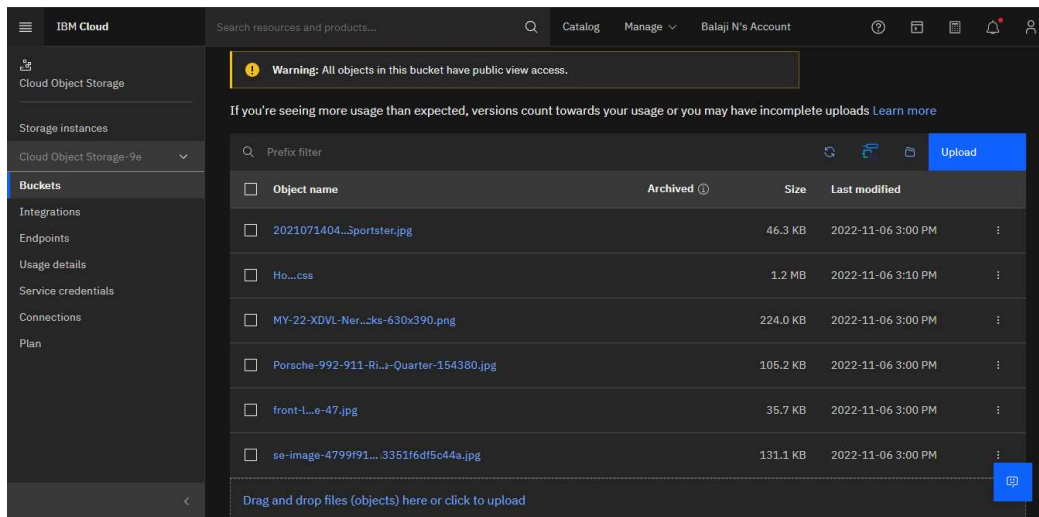 IBM Cloud
Search resources and products...
Catalog
Manage
Balaji N's Account
Cloud Object Storage
Storage instances
Cloud Object Storage-9e
Buckets
Integrations
Endpoints
Usage details
Service credentials
Connections
Plan
Warning: All objects in this bucket have public view access.
If you're seeing more usage than expected, versions count towards your usage or you may have incomplete uploads Learn more
Prefix filter
Upload
Object name Archived Size Last modified
2021071404...Sportster.jpg 46.3 KB 2022-11-06 3:00 PM
Ho...css 1.2 MB 2022-11-06 3:10 PM
MY-22-XDVL-Ner...cks-630x390.png 224.0 KB 2022-11-06 3:00 PM
Porsche-992-911-Ri...-Quarter-154380.jpg 105.2 KB 2022-11-06 3:00 PM
front-l...e-47.jpg 35.7 KB 2022-11-06 3:00 PM
se-image-4799f91...3351f6df5c44a.jpg 131.1 KB 2022-11-06 3:00 PM
Drag and drop files (objects) here or click to upload